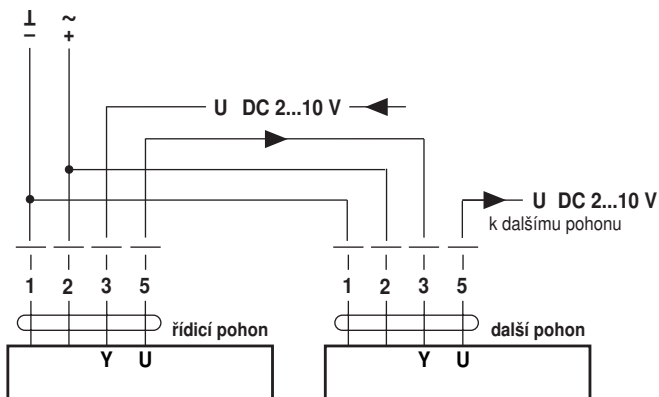 ⊥ ~
– +
U DC 2...10 V
U DC 2...10 V
k dalšímu pohonu
1 2 3 5 1 2 3 5
řídicí pohon další pohon
Y U Y U